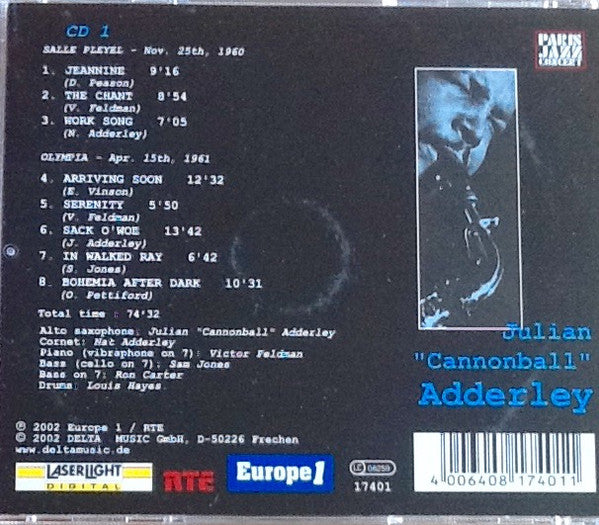 CD 1
SALLE PLEYEL - Nov. 25th, 1960
1. JEANNINE 9'16
(D. Peason)
2. THE CHANT 8'54
(V. Feldman)
3. WORK SONG 7'05
(N. Adderley)
OLYMPIA - Apr. 15th, 1961
4. ARRIVING SOON 12'32
(E. Vinson)
5. SERENITY 5'50
(V. Feldman)
6. SACK O'WOE 13'42
(J. Adderley)
7. IN WALKED RAY 6'42
(S. Jones)
8. BOHEMIA AFTER DARK 10'31
(O. Pettiford)
Total time : 74'32
Alto saxophone: Julian "Cannonball" Adderley
Cornet: Nat Adderley
Piano (vibraphone on 7): Victor Feldman
Bass (cello on 7): Sam Jones
Bass on 7: Ron Carter
Drums: Louis Hayes
℗ 2002 Europe 1 / RTE
© 2002 DELTA MUSIC GmbH, D-50226 Frechen
www.deltamusic.de
LASERLIGHT
DIGITAL
RTE
Europe 1
LC 08259
17401
PARIS
JAZZ
CONCERT
Julian
"Cannonball"
Adderley
4 006408 174011